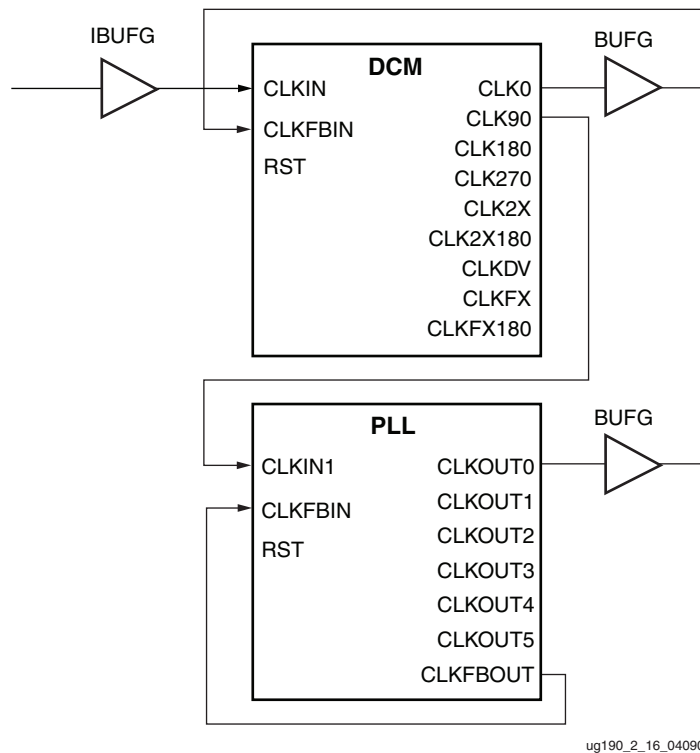 IBUFG
BUFG
DCM
CLKIN
CLK0
CLKFBIN
CLK90
RST
CLK180
CLK270
CLK2X
CLK2X180
CLKDV
CLKFX
CLKFX180
PLL
BUFG
CLKIN1
CLKOUT0
CLKFBIN
CLKOUT1
CLKOUT2
RST
CLKOUT3
CLKOUT4
CLKOUT5
CLKFBOUT